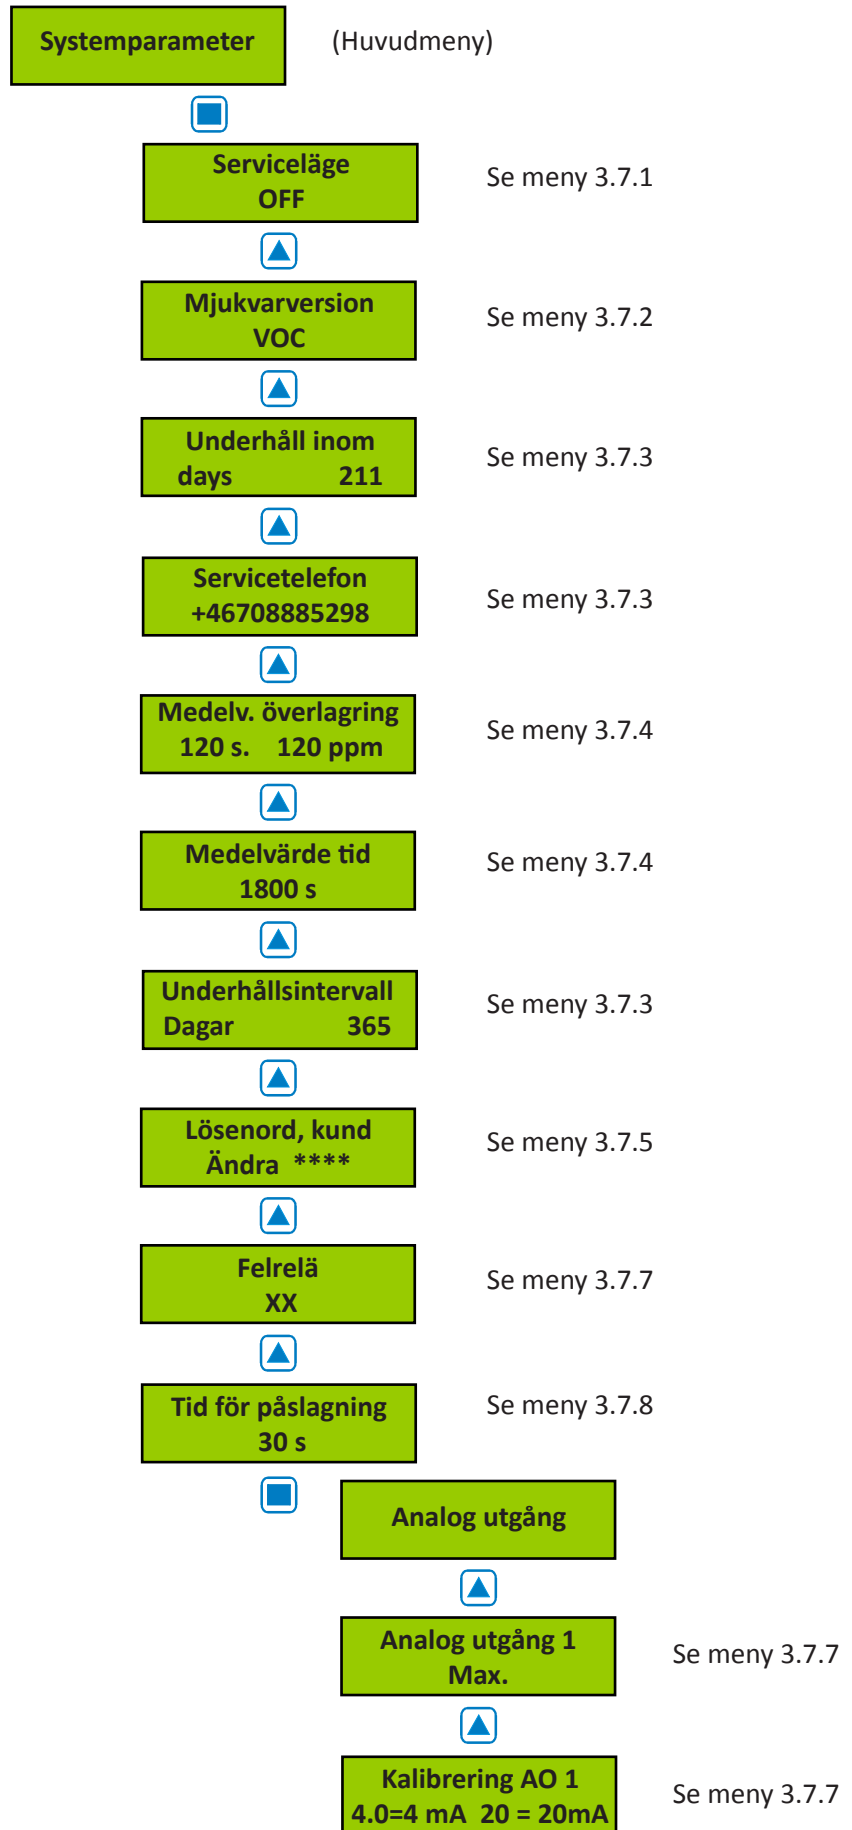 Systemparameter (Huvudmeny)
Serviceläge
OFF
Se meny 3.7.1
Mjukvarversion
VOC
Se meny 3.7.2
Underhåll inom
days 211
Se meny 3.7.3
Servicetelefon
+46708885298
Se meny 3.7.3
Medelv. överlagring
120 s. 120 ppm
Se meny 3.7.4
Medelvärde tid
1800 s
Se meny 3.7.4
Underhållsintervall
Dagar 365
Se meny 3.7.3
Lösenord, kund
Ändra ****
Se meny 3.7.5
Felrelä
XX
Se meny 3.7.7
Tid för påslagning
30 s
Se meny 3.7.8
Analog utgång
Analog utgång 1
Max.
Se meny 3.7.7
Kalibrering AO 1
4.0=4 mA 20 = 20mA
Se meny 3.7.7